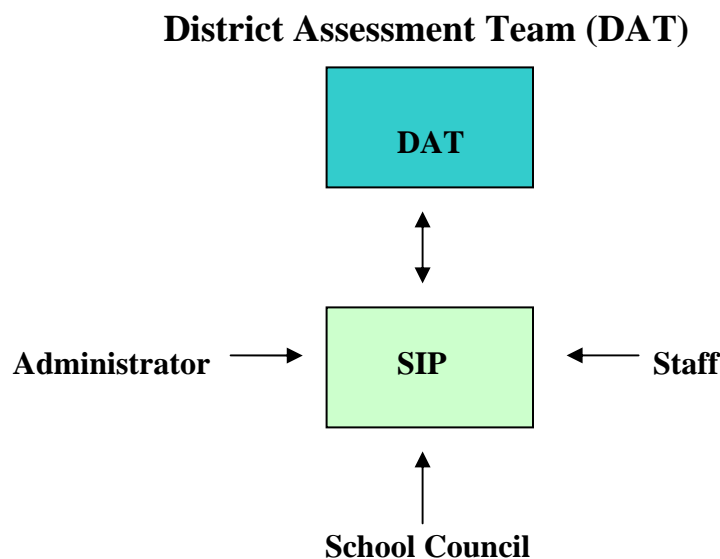 District Assessment Team (DAT)
DAT
Administrator
SIP
Staff
School Council